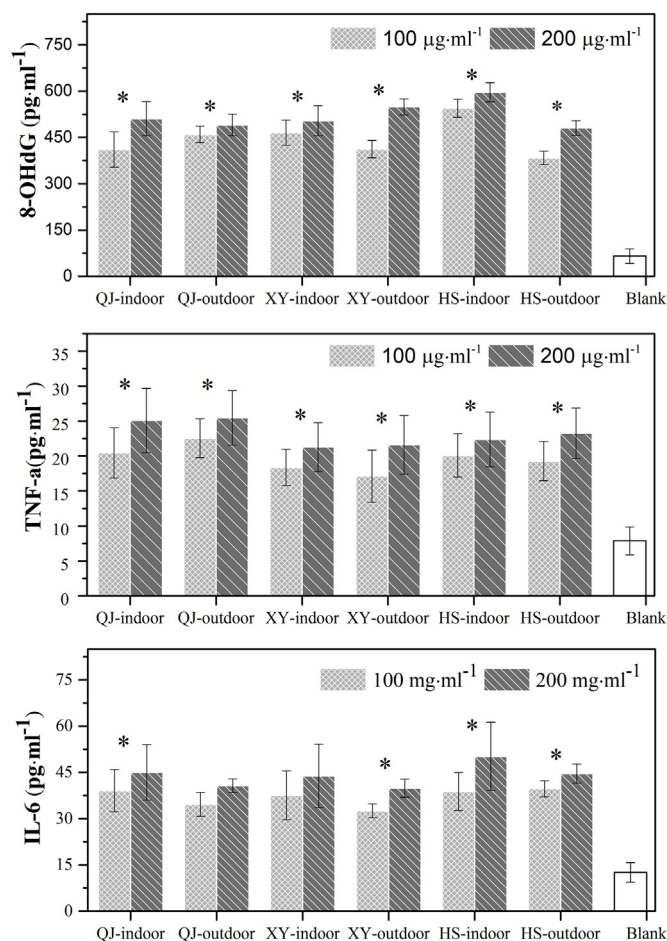 100 μg·ml⁻¹ 200 μg·ml⁻¹
8-OHdG (pg·ml⁻¹)
600
450
300
150
0
* * * * * *
QJ-indoor QJ-outdoor XY-indoor XY-outdoor HS-indoor HS-outdoor Blank
100 μg·ml⁻¹ 200 μg·ml⁻¹
TNF-a(pg·ml⁻¹)
35
30
25
20
15
10
5
0
* * * * * *
QJ-indoor QJ-outdoor XY-indoor XY-outdoor HS-indoor HS-outdoor Blank
100 mg·ml⁻¹ 200 mg·ml⁻¹
IL-6 (pg·ml⁻¹)
75
60
45
30
15
0
* * * *
QJ-indoor QJ-outdoor XY-indoor XY-outdoor HS-indoor HS-outdoor Blank